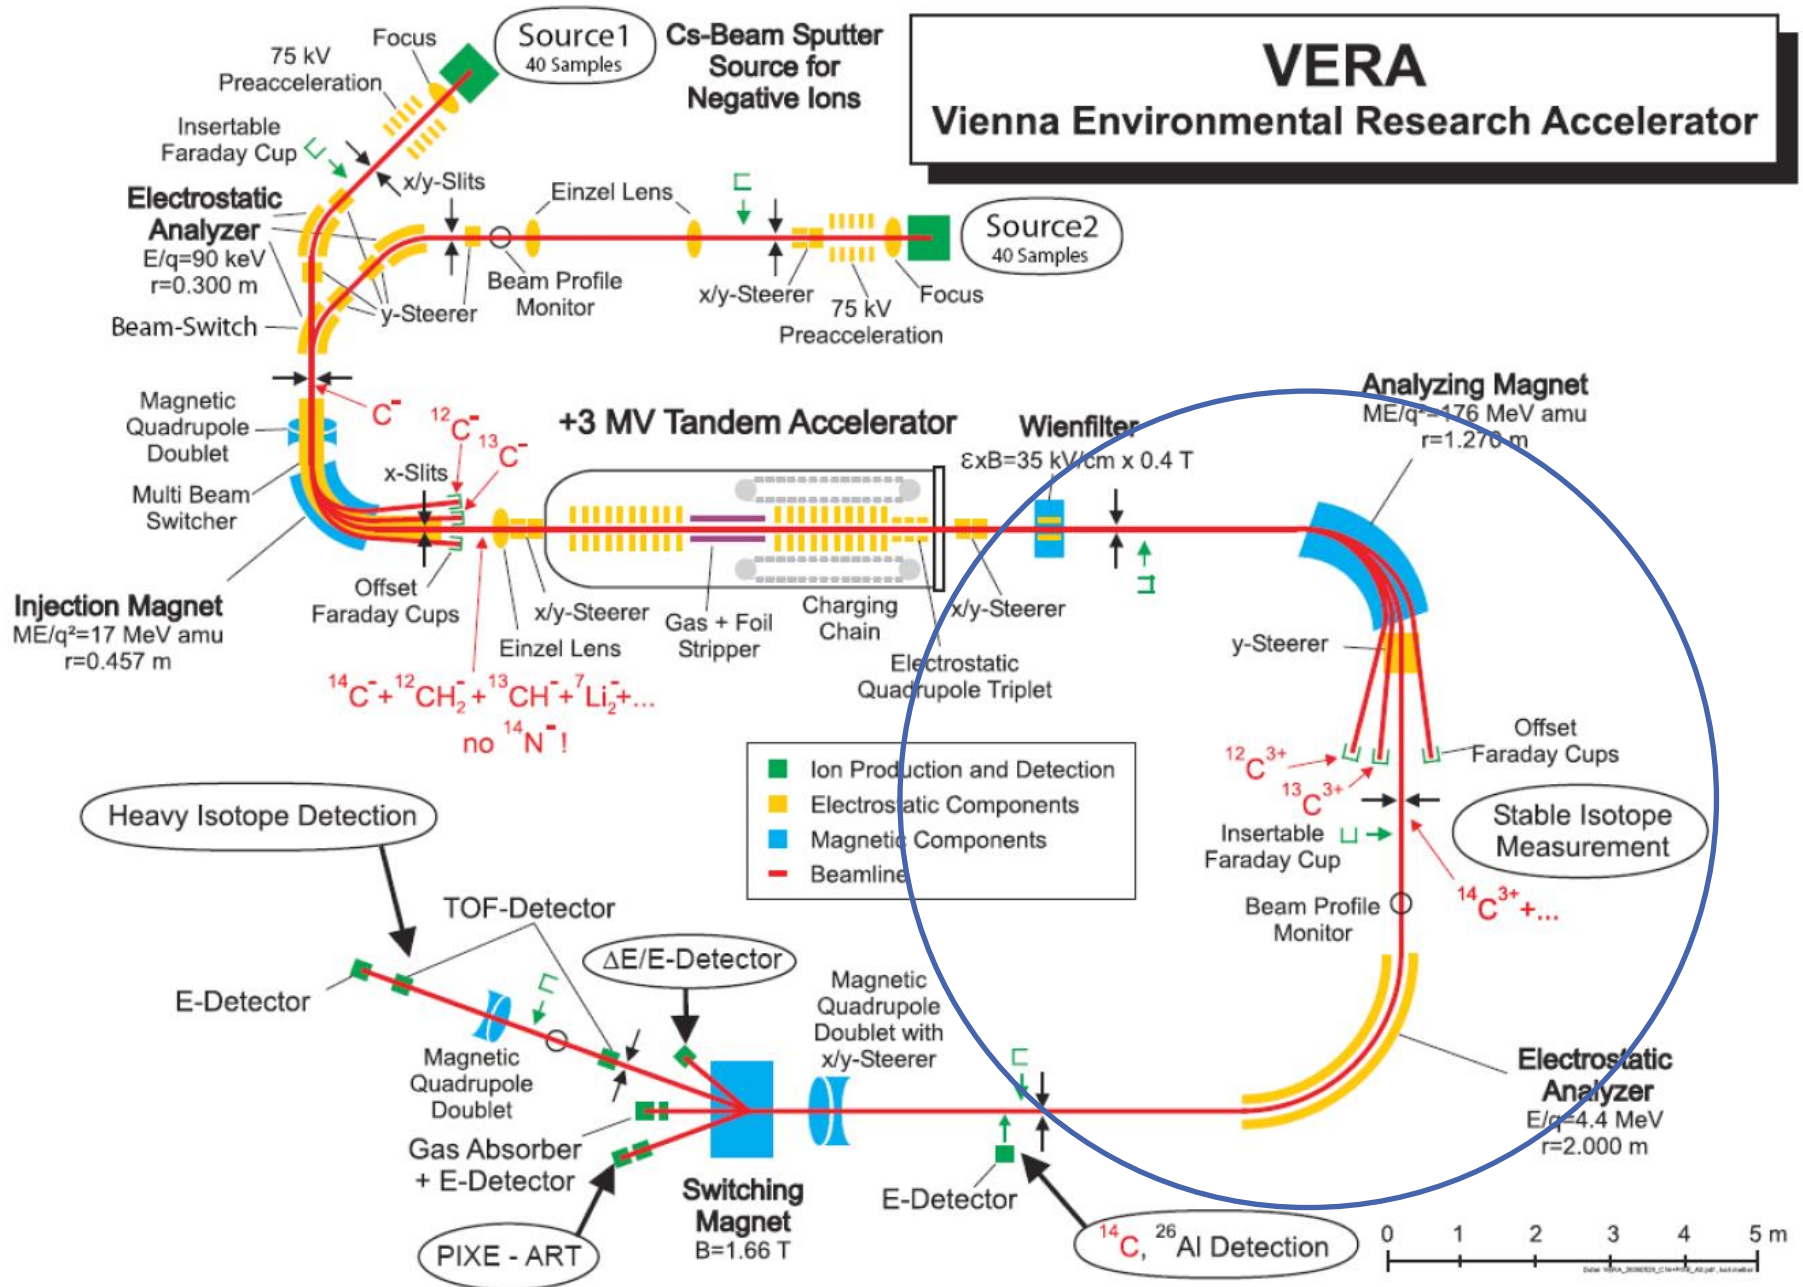 VERA
Vienna Environmental Research Accelerator
Source1
40 Samples
Cs-Beam Sputter
Source for
Negative Ions
Focus
75 kV
Preacceleration
Insertable
Faraday Cup
x/y-Slits
Electrostatic
Analyzer
E/q=90 keV
r=0.300 m
Einzel Lens
Source2
40 Samples
Beam Profile
Monitor
x/y-Steerer
75 kV
Preacceleration
Focus
y-Steerer
Beam-Switch
Magnetic
Quadrupole
Doublet
C⁻
¹²C⁻
¹³C⁻
x-Slits
Multi Beam
Switcher
Injection Magnet
ME/q²=17 MeV amu
r=0.457 m
Offset
Faraday Cups
x/y-Steerer
Einzel Lens
¹⁴C⁻+¹²CH₂⁻+¹³CH⁻+⁷Li₂⁻+...
no ¹⁴N⁻!
+3 MV Tandem Accelerator
Gas + Foil
Stripper
Charging
Chain
Electrostatic
Quadrupole Triplet
x/y-Steerer
Wienfilter
ExB=35 kV/cm x 0.4 T
Analyzing Magnet
ME/q²=176 MeV amu
r=1.270 m
y-Steerer
Offset
Faraday Cups
¹²C³⁺
¹³C³⁺
Insertable
Faraday Cup
Stable Isotope
Measurement
¹⁴C³⁺+...
Beam Profile
Monitor
Electrostatic
Analyzer
E/q=4.4 MeV
r=2.000 m
Ion Production and Detection
Electrostatic Components
Magnetic Components
Beamline
Heavy Isotope Detection
TOF-Detector
E-Detector
ΔE/E-Detector
Magnetic
Quadrupole
Doublet with
x/y-Steerer
Magnetic
Quadrupole
Doublet
Gas Absorber
+ E-Detector
PIXE - ART
Switching
Magnet
B=1.66 T
E-Detector
¹⁴C, ²⁶Al Detection
0 1 2 3 4 5 m